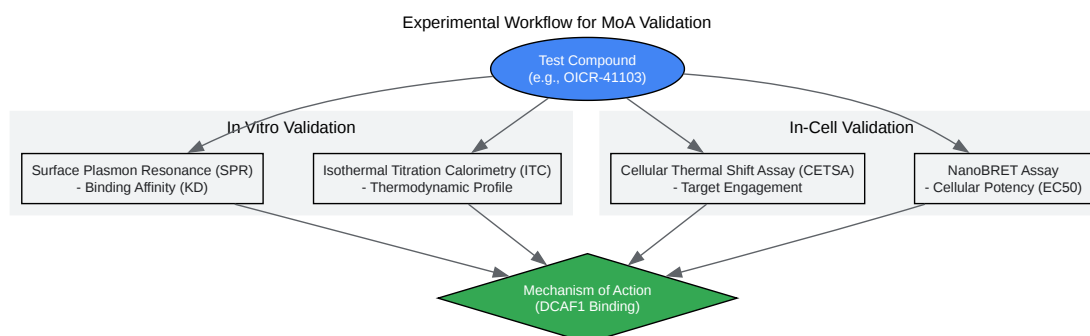 Experimental Workflow for MoA Validation
Test Compound
(e.g., OICR-41103)
In Vitro Validation
In-Cell Validation
Surface Plasmon Resonance (SPR)
- Binding Affinity (KD)
Isothermal Titration Calorimetry (ITC)
- Thermodynamic Profile
Cellular Thermal Shift Assay (CETSA)
- Target Engagement
NanoBRET Assay
- Cellular Potency (EC50)
Mechanism of Action
(DCAF1 Binding)